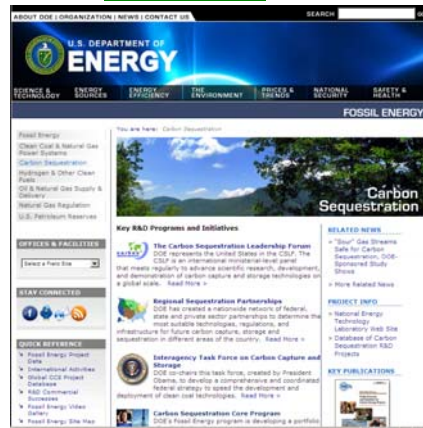 ABOUT DOE | ORGANIZATION | NEWS | CONTACT US
SEARCH
GO
U.S. DEPARTMENT OF
ENERGY
SCIENCE & TECHNOLOGY
ENERGY SOURCES
ENERGY EFFICIENCY
THE ENVIRONMENT
PRICES & TRENDS
NATIONAL SECURITY
SAFETY & HEALTH
FOSSIL ENERGY
You are here: Carbon Sequestration
Fossil Energy
Clean Coal & Natural Gas
Power Systems
Carbon Sequestration
Hydrogen & Other Clean
Fuels
Oil & Natural Gas Supply &
Delivery
Natural Gas Regulation
U.S. Petroleum Reserves
OFFICES & FACILITIES
Select a Field Site
STAY CONNECTED
QUICK REFERENCE
» Fossil Energy Project
Data
» International Activities
» Global CCS Project
Database
» R&D Commercial
Successes
» Fossil Energy Video
Gallery
» Fossil Energy Site Map
Carbon
Sequestration
Key R&D Programs and Initiatives
The Carbon Sequestration Leadership Forum
DOE represents the United States in the CSLF. The
CSLF is an international ministerial-level panel
that meets regularly to advance scientific research, development,
and demonstration of carbon capture and storage technologies on
a global scale. Read More »
Regional Sequestration Partnerships
DOE has created a nationwide network of federal,
state and private sector partnerships to determine the
most suitable technologies, regulations, and
infrastructure for future carbon capture, storage and
sequestration in different areas of the country. Read More »
Interagency Task Force on Carbon Capture and
Storage
DOE co-chairs this task force, created by President
Obama, to develop a comprehensive and coordinated
federal strategy to speed the development and
deployment of clean coal technologies. Read More »
Carbon Sequestration Core Program
DOE's Fossil Energy program is developing a portfolio
RELATED NEWS
» "Sour" Gas Streams
Safe for Carbon
Sequestration, DOE-
Sponsored Study
Shows
» More Related News
PROJECT INFO
» National Energy
Technology
Laboratory Web Site
» Database of Carbon
Sequestration R&D
Projects
KEY PUBLICATIONS